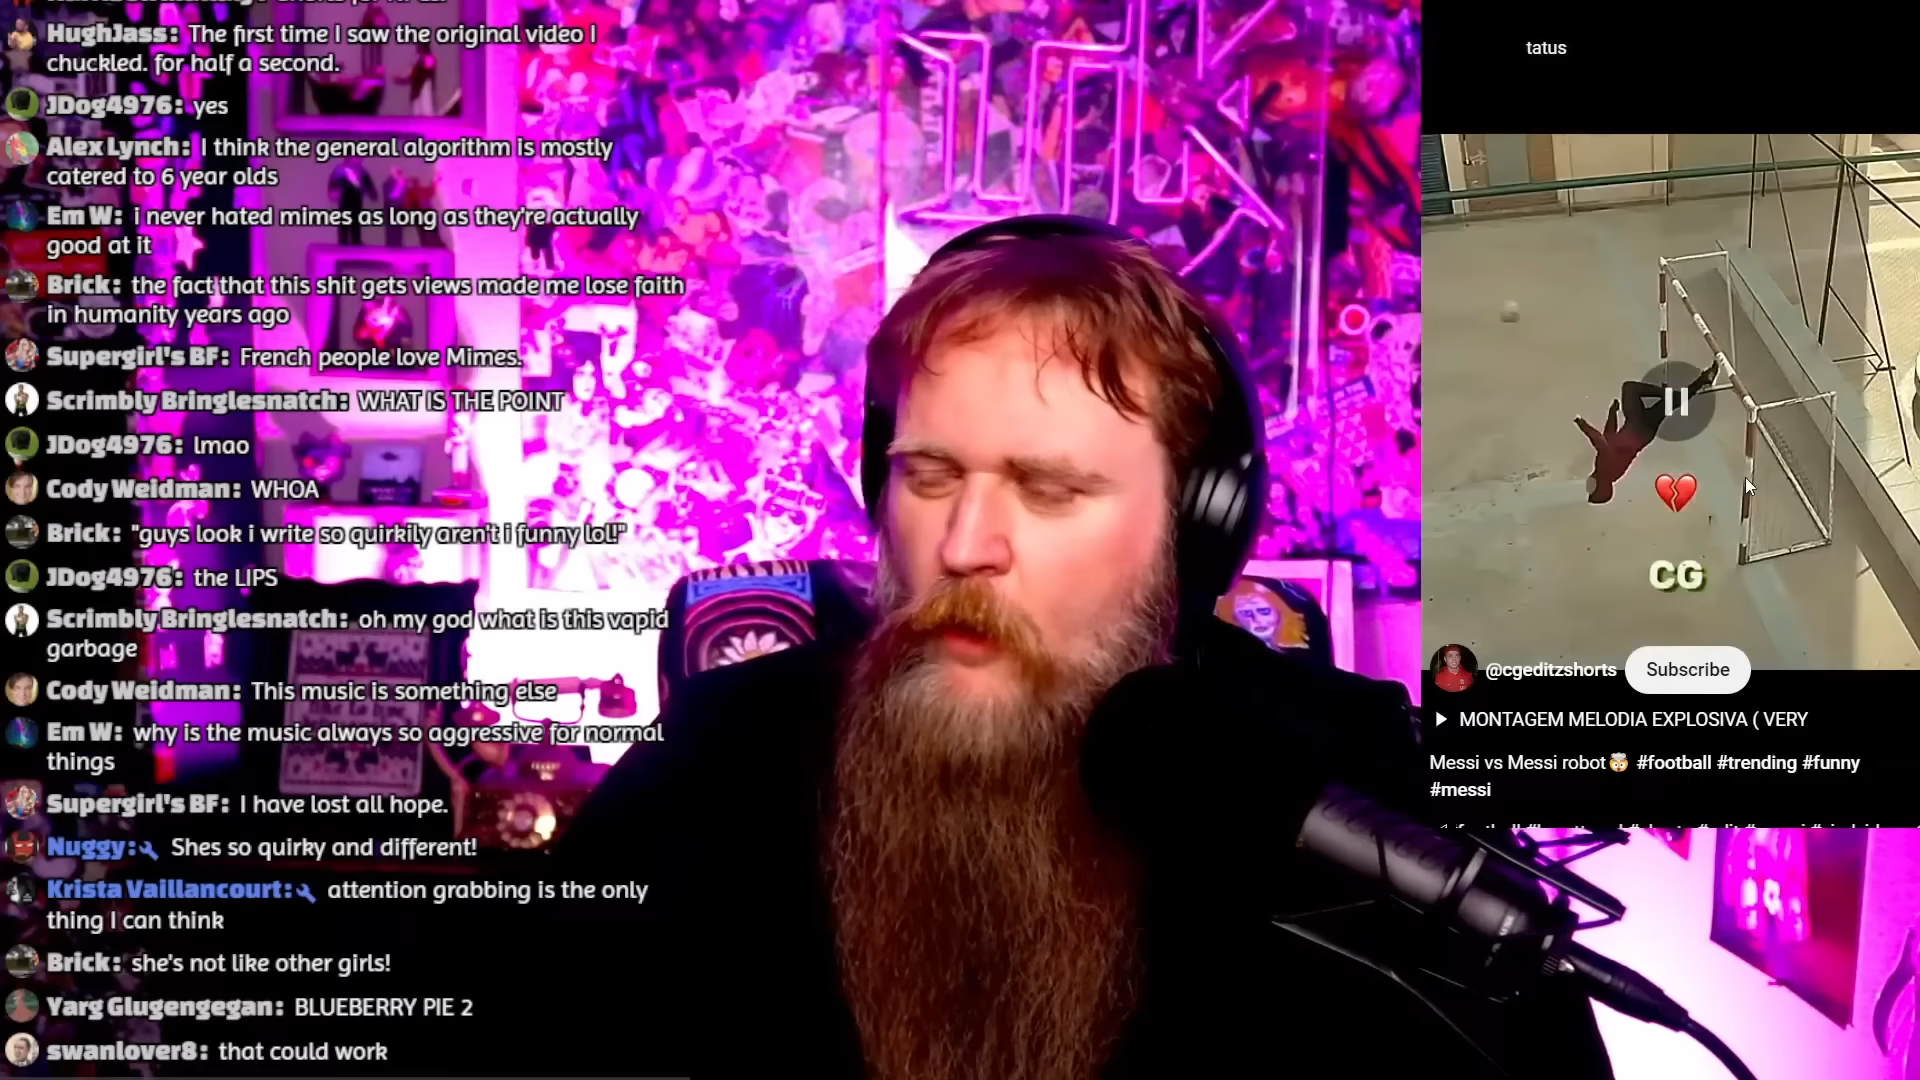 HughJass: The first time I saw the original video I
chuckled. for half a second.
JDog4976: yes
Alex Lynch: I think the general algorithm is mostly
catered to 6 year olds
Em W: i never hated mimes as long as they're actually
good at it
Brick: the fact that this shit gets views made me lose faith
in humanity years ago
Supergirl's BF: French people love Mimes.
Scrimbly Bringlesnatch: WHAT IS THE POINT
JDog4976: lmao
Cody Weidman: WHOA
Brick: "guys look i write so quirkily aren't i funny lol!"
JDog4976: the LIPS
Scrimbly Bringlesnatch: oh my god what is this vapid
garbage
Cody Weidman: This music is something else
Em W: why is the music always so aggressive for normal
things
Supergirl's BF: I have lost all hope.
Nuggy: Shes so quirky and different!
Krista Vaillancourt: attention grabbing is the only
thing I can think
Brick: she's not like other girls!
Yarg Glugengegan: BLUEBERRY PIE 2
swanlover8: that could work
tatus
CG
@cgeditzshorts Subscribe
MONTAGEM MELODIA EXPLOSIVA ( VERY
Messi vs Messi robot🤯 #football #trending #funny
#messi